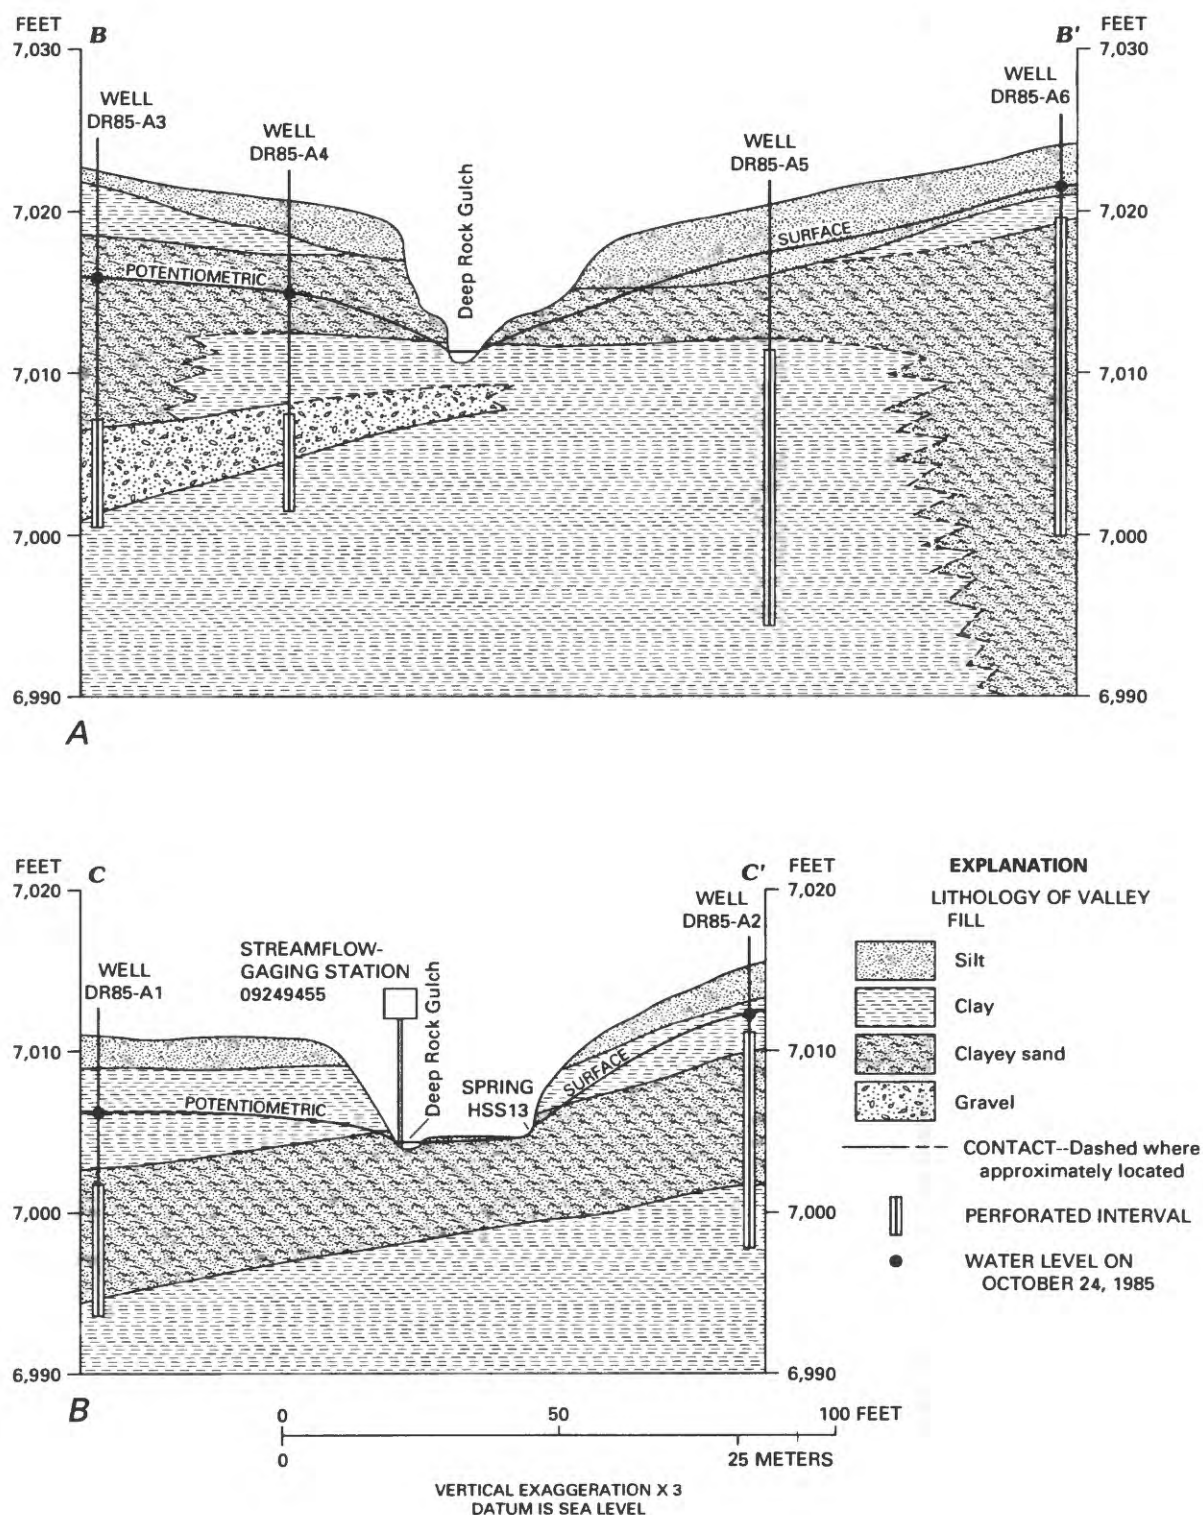 FEET
B
B'
FEET
7,030
7,030
WELL
DR85-A6
WELL
DR85-A3
WELL
DR85-A4
WELL
DR85-A5
Deep Rock Gulch
7,020
SURFACE
7,020
POTENTIOMETRIC
7,010
7,010
7,000
7,000
6,990
6,990
A
FEET
C
C'
FEET
7,020
7,020
WELL
DR85-A2
STREAMFLOW-
GAGING STATION
09249455
WELL
DR85-A1
Deep Rock Gulch
7,010
7,010
SURFACE
SPRING
HSS13
POTENTIOMETRIC
7,000
7,000
6,990
6,990
B
EXPLANATION
LITHOLOGY OF VALLEY
FILL
Silt
Clay
Clayey sand
Gravel
CONTACT--Dashed where
approximately located
PERFORATED INTERVAL
WATER LEVEL ON
OCTOBER 24, 1985
0 50 100 FEET
0 25 METERS
VERTICAL EXAGGERATION X 3
DATUM IS SEA LEVEL